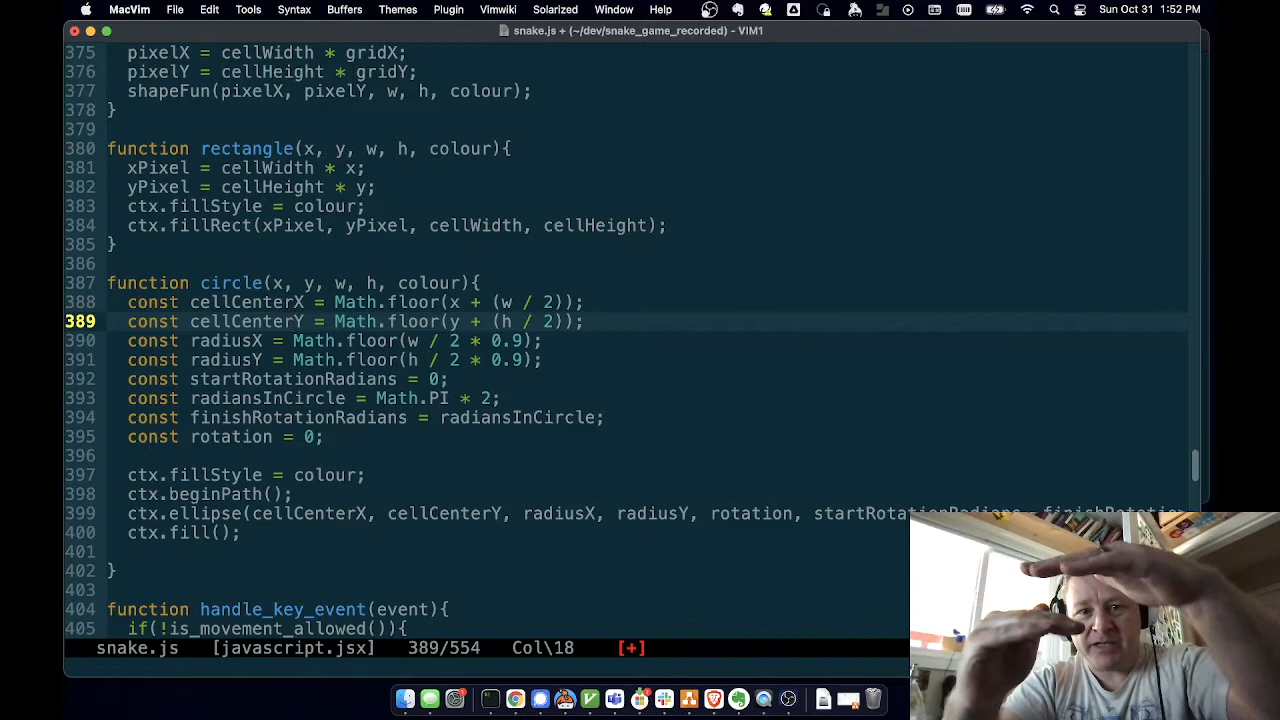 MacVim File Edit Tools Syntax Buffers Themes Plugin Vimwiki Solarized Window Help Sun Oct 31 1:52 PM
snake.js + (~/dev/snake_game_recorded) - VIM1
375 pixelX = cellWidth * gridX;
376 pixelY = cellHeight * gridY;
377 shapeFun(pixelX, pixelY, w, h, colour);
378 }
379
380 function rectangle(x, y, w, h, colour){
381 xPixel = cellWidth * x;
382 yPixel = cellHeight * y;
383 ctx.fillStyle = colour;
384 ctx.fillRect(xPixel, yPixel, cellWidth, cellHeight);
385 }
386
387 function circle(x, y, w, h, colour){
388 const cellCenterX = Math.floor(x + (w / 2));
389 const cellCenterY = Math.floor(y + (h / 2));
390 const radiusX = Math.floor(w / 2 * 0.9);
391 const radiusY = Math.floor(h / 2 * 0.9);
392 const startRotationRadians = 0;
393 const radiansInCircle = Math.PI * 2;
394 const finishRotationRadians = radiansInCircle;
395 const rotation = 0;
396
397 ctx.fillStyle = colour;
398 ctx.beginPath();
399 ctx.ellipse(cellCenterX, cellCenterY, radiusX, radiusY, rotation, startRotationRadians
400 ctx.fill();
401
402 }
403
404 function handle_key_event(event){
405 if(!is_movement_allowed()){
snake.js [javascript.jsx] 389/554 Col\18 [+]